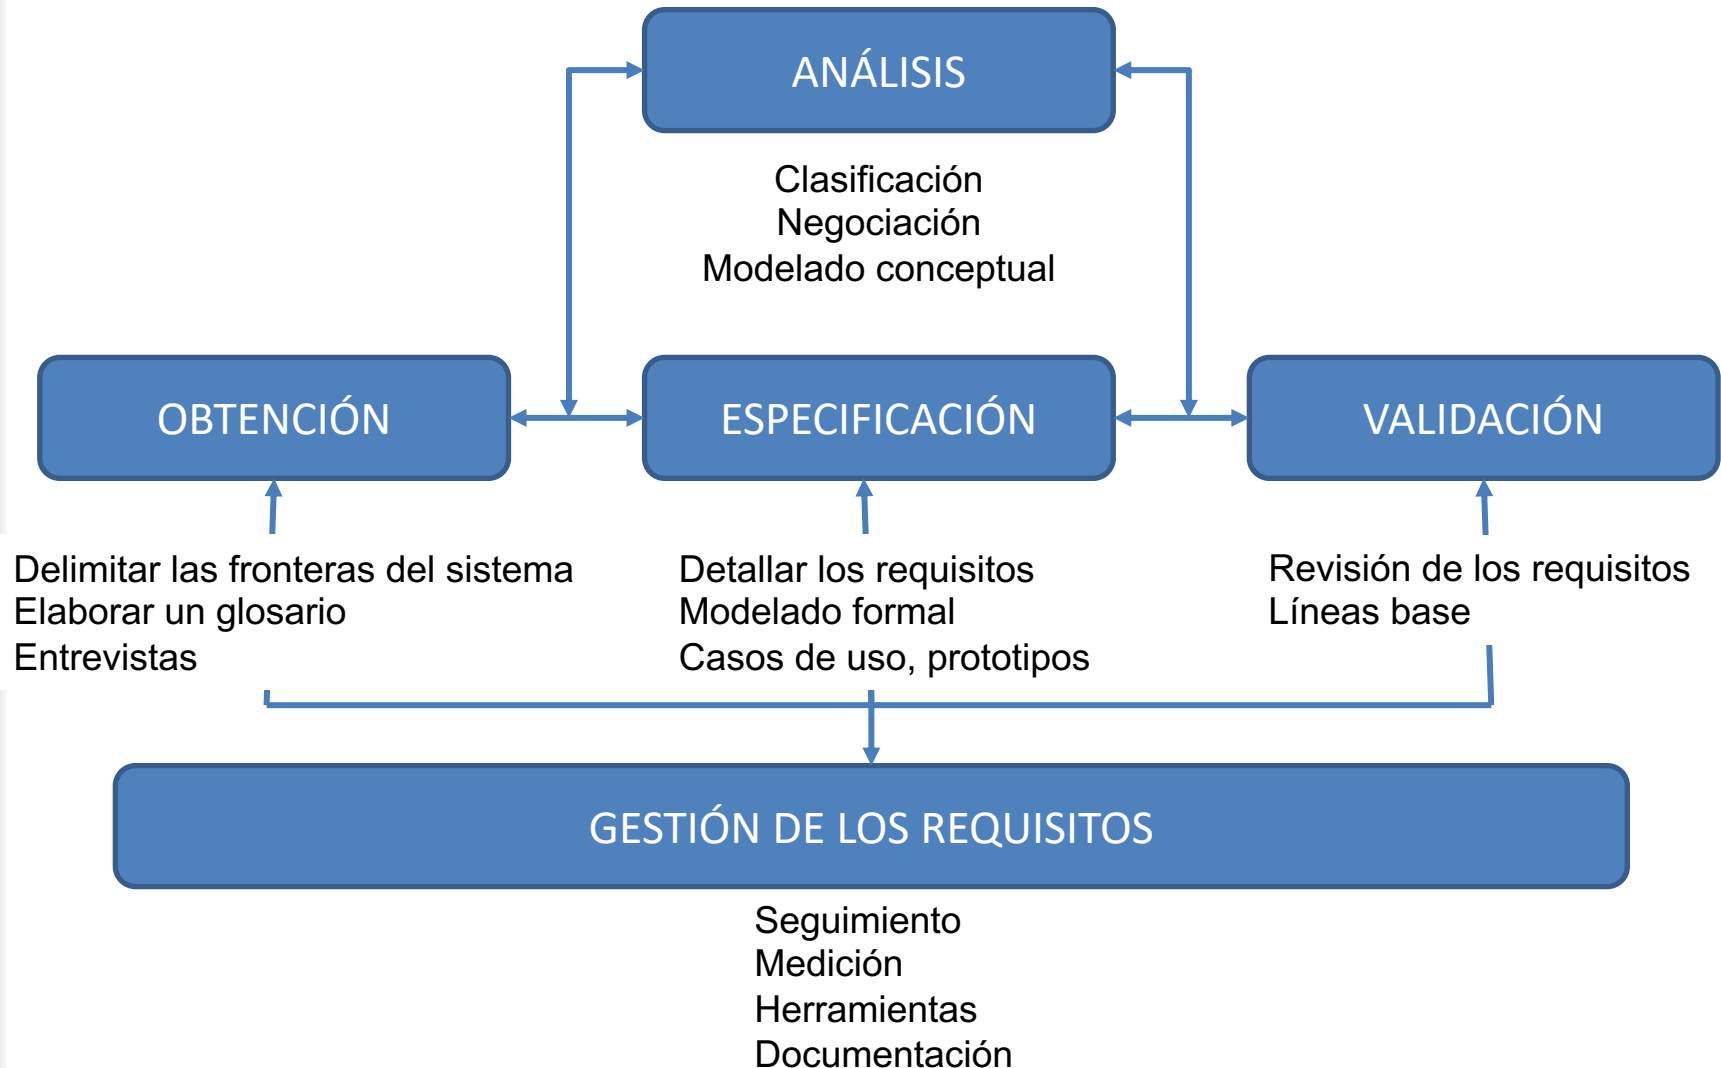 ANÁLISIS
Clasificación
Negociación
Modelado conceptual
OBTENCIÓN
ESPECIFICACIÓN
VALIDACIÓN
Delimitar las fronteras del sistema
Elaborar un glosario
Entrevistas
Detallar los requisitos
Modelado formal
Casos de uso, prototipos
Revisión de los requisitos
Líneas base
GESTIÓN DE LOS REQUISITOS
Seguimiento
Medición
Herramientas
Documentación